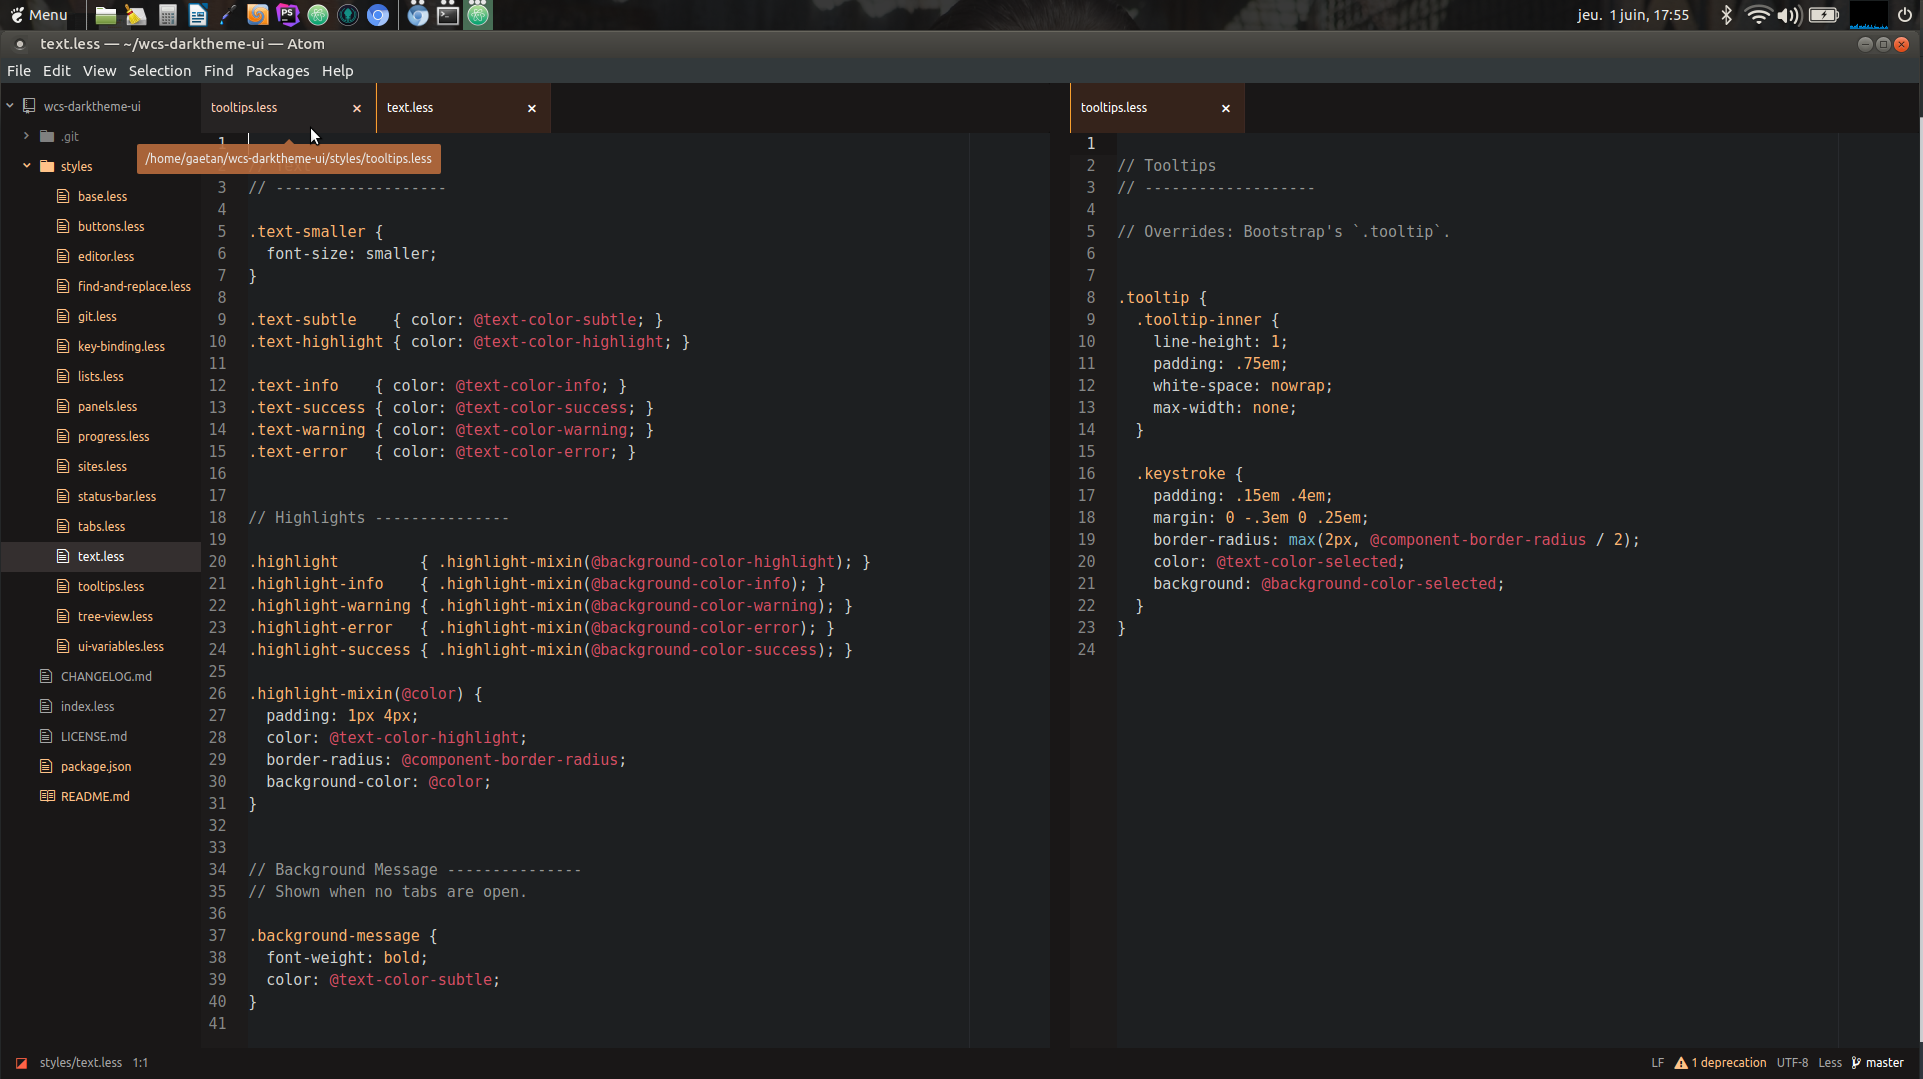 Menu
jeu. 1 juin, 17:55
text.less — ~/wcs-darktheme-ui — Atom
File Edit View Selection Find Packages Help
wcs-darktheme-ui
.git
styles
base.less
buttons.less
editor.less
find-and-replace.less
git.less
key-binding.less
lists.less
panels.less
progress.less
sites.less
status-bar.less
tabs.less
text.less
tooltips.less
tree-view.less
ui-variables.less
CHANGELOG.md
index.less
LICENSE.md
package.json
README.md
tooltips.less
text.less
/home/gaetan/wcs-darktheme-ui/styles/tooltips.less
1
3 // -------------------
4
5 .text-smaller {
6   font-size: smaller;
7 }
8
9 .text-subtle    { color: @text-color-subtle; }
10 .text-highlight { color: @text-color-highlight; }
11
12 .text-info    { color: @text-color-info; }
13 .text-success { color: @text-color-success; }
14 .text-warning { color: @text-color-warning; }
15 .text-error   { color: @text-color-error; }
16
17
18 // Highlights ---------------
19
20 .highlight         { .highlight-mixin(@background-color-highlight); }
21 .highlight-info    { .highlight-mixin(@background-color-info); }
22 .highlight-warning { .highlight-mixin(@background-color-warning); }
23 .highlight-error   { .highlight-mixin(@background-color-error); }
24 .highlight-success { .highlight-mixin(@background-color-success); }
25
26 .highlight-mixin(@color) {
27   padding: 1px 4px;
28   color: @text-color-highlight;
29   border-radius: @component-border-radius;
30   background-color: @color;
31 }
32
33
34 // Background Message ---------------
35 // Shown when no tabs are open.
36
37 .background-message {
38   font-weight: bold;
39   color: @text-color-subtle;
40 }
41
tooltips.less
1
2 // Tooltips
3 // -------------------
4
5 // Overrides: Bootstrap's `.tooltip`.
6
7
8 .tooltip {
9   .tooltip-inner {
10     line-height: 1;
11     padding: .75em;
12     white-space: nowrap;
13     max-width: none;
14   }
15
16   .keystroke {
17     padding: .15em .4em;
18     margin: 0 -.3em 0 .25em;
19     border-radius: max(2px, @component-border-radius / 2);
20     color: @text-color-selected;
21     background: @background-color-selected;
22   }
23 }
24
styles/text.less 1:1
LF 1 deprecation UTF-8 Less master